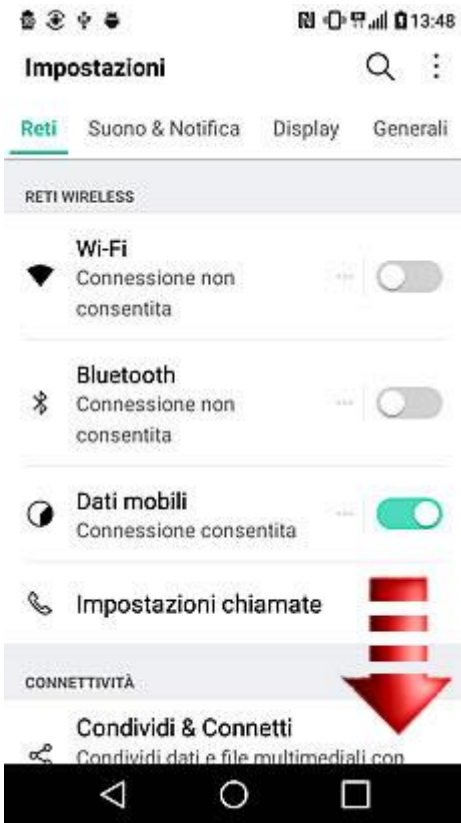 13:48
Impostazioni
Reti Suono & Notifica Display Generali
RETI WIRELESS
Wi-Fi
Connessione non
consentita
Bluetooth
Connessione non
consentita
Dati mobili
Connessione consentita
Impostazioni chiamate
CONNETTIVITÀ
Condividi & Connetti
Condividi dati e file multimediali con